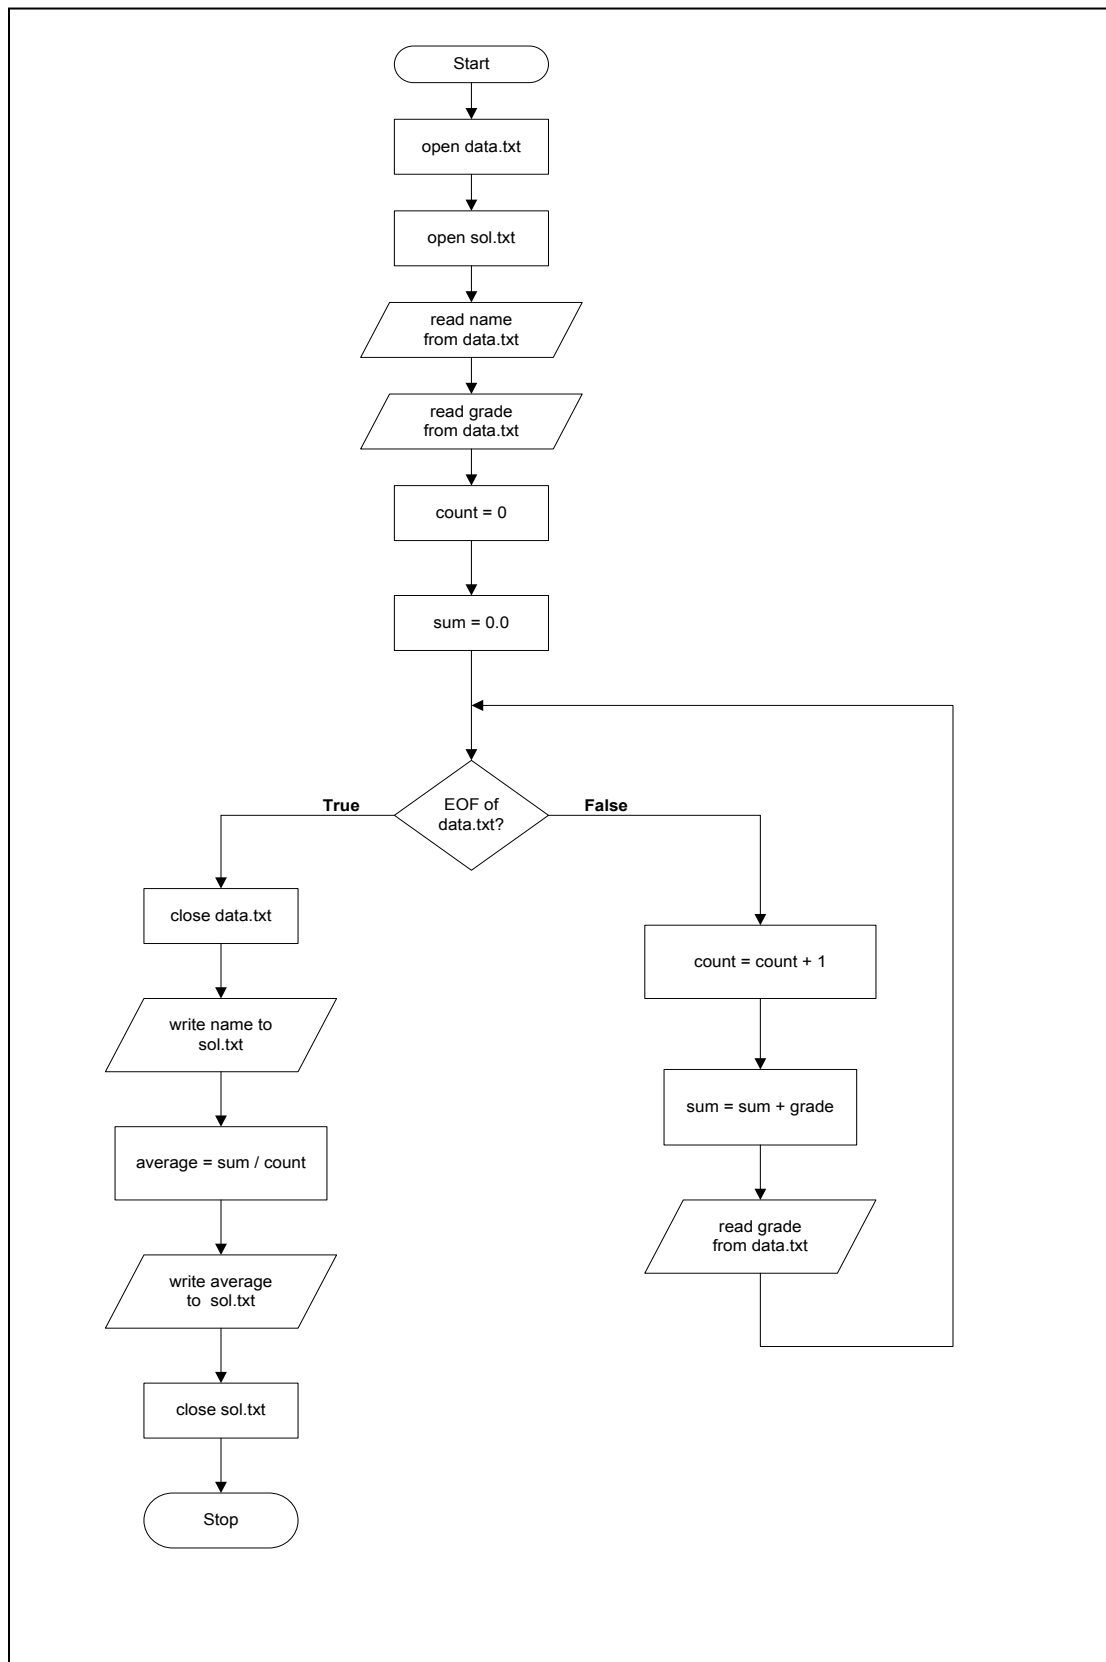 Start
open data.txt
open sol.txt
read name
from data.txt
read grade
from data.txt
count = 0
sum = 0.0
EOF of
data.txt?
True
False
close data.txt
write name to
sol.txt
average = sum / count
write average
to sol.txt
close sol.txt
Stop
count = count + 1
sum = sum + grade
read grade
from data.txt